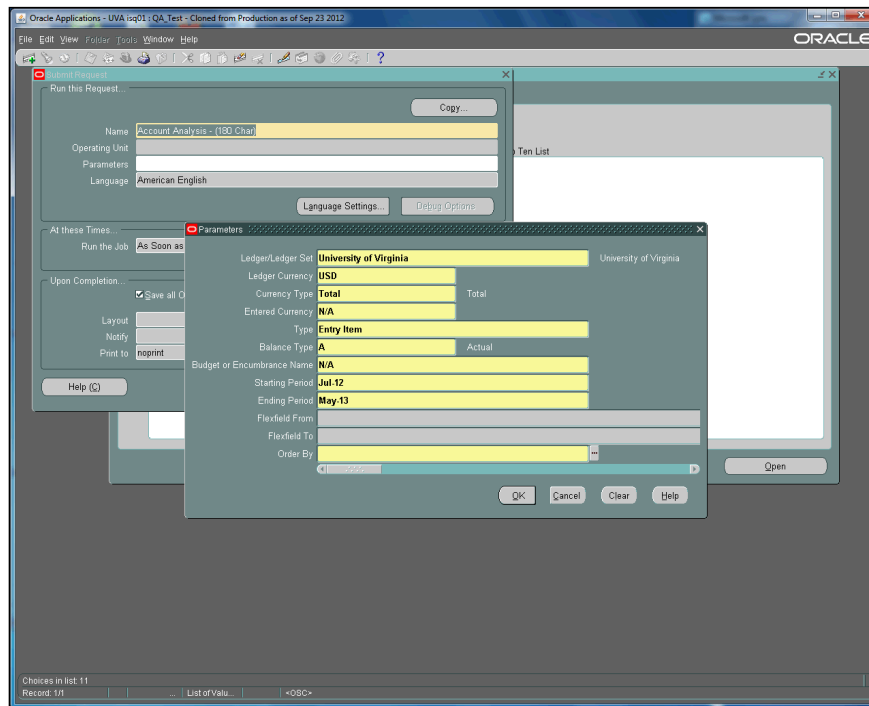 Oracle Applications - UVA isq01 : QA_Test - Cloned from Production as of Sep 23 2012
File Edit View Folder Tools Window Help
ORACLE
Submit Request
Run this Request...
Copy...
Name Account Analysis - (180 Char)
Operating Unit
Parameters
Language American English
Language Settings... Debug Options
Ten List
At these Times...
Run the Job As Soon as
Upon Completion...
Save all O
Layout
Notify
Print to noprint
Help (C)
Parameters
Ledger/Ledger Set University of Virginia University of Virginia
Ledger Currency USD
Currency Type Total Total
Entered Currency N/A
Type Entry Item
Balance Type A Actual
Budget or Encumbrance Name N/A
Starting Period Jul-12
Ending Period May-13
Flexfield From
Flexfield To
Order By
OK Cancel Clear Help
Open
Choices in list: 11
Record: 1/1 ... List of Valu... <OSC>